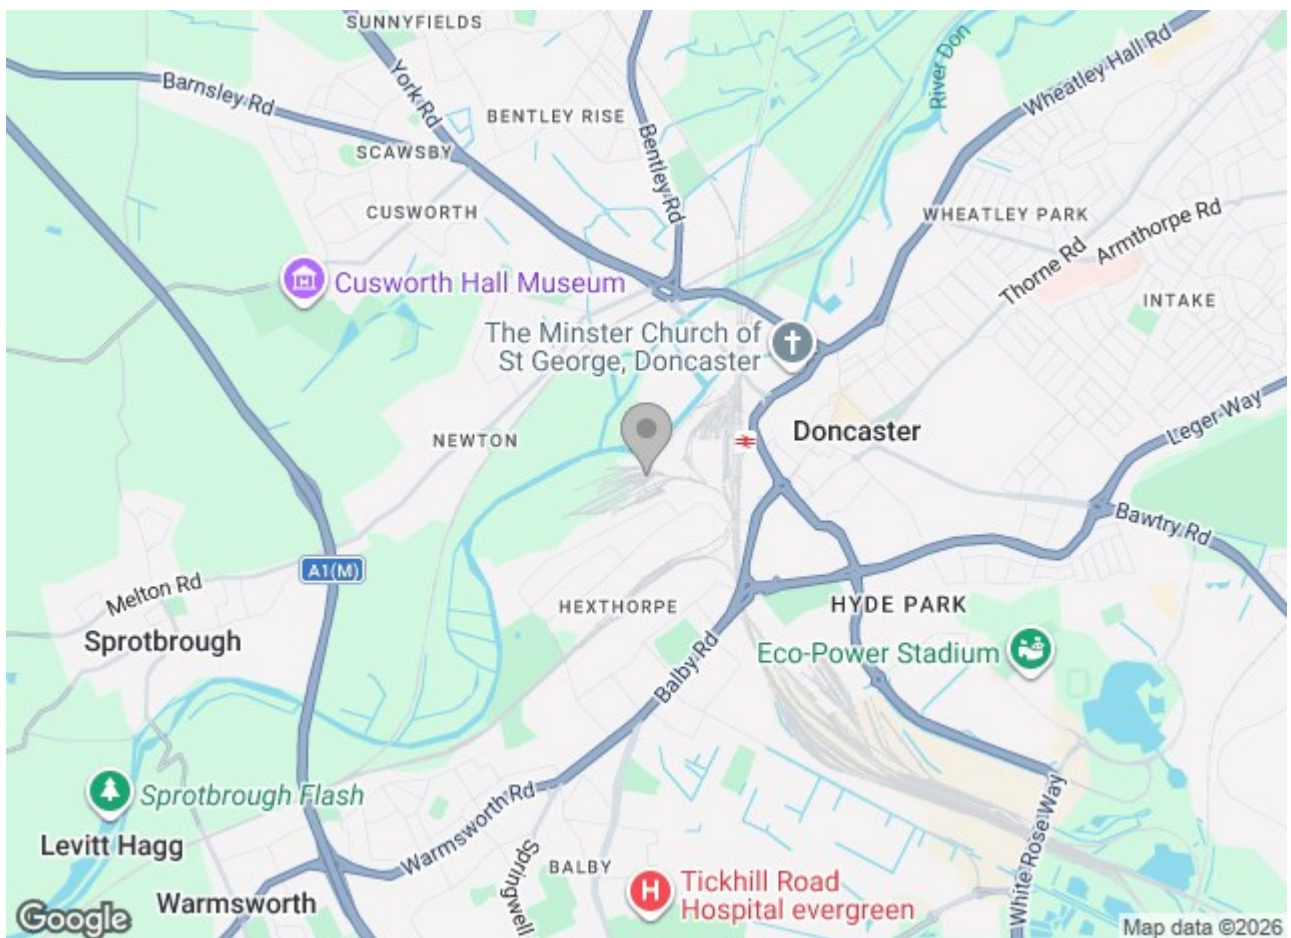 SUNNYFIELDS
Barnsley Rd
York Rd
BENTLEY RISE
SCAWSBY
Bentley Rd
River Don
Wheatley Hall Rd
CUSWORTH
WHEATLEY PARK
Armthorpe Rd
Thorne Rd
INTAKE
Cusworth Hall Museum
The Minster Church of
St George, Doncaster
NEWTON
Doncaster
Leger Way
Bawtry Rd
A1(M)
Melton Rd
HEXTHORPE
HYDE PARK
Sprotbrough
Eco-Power Stadium
Balby Rd
Sprotbrough Flash
Levitt Hagg
Warmsworth Rd
White Rose Way
Springwell
BALBY
H
Tickhill Road
Hospital evergreen
Warmsworth
Google
Map data ©2026